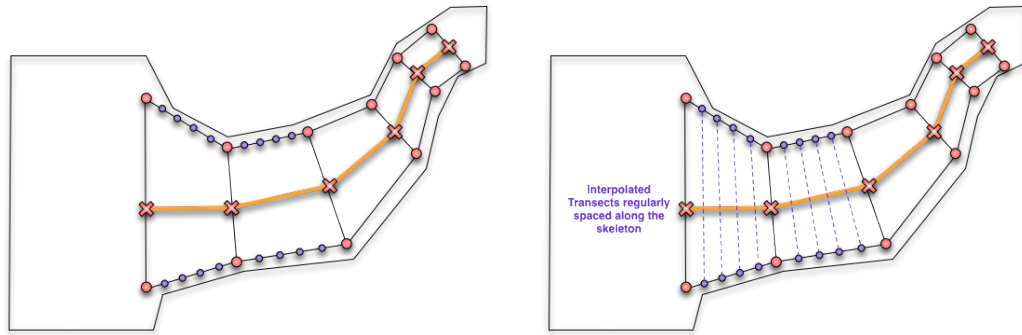 Interpolated
Transects regularly
spaced along the
skeleton